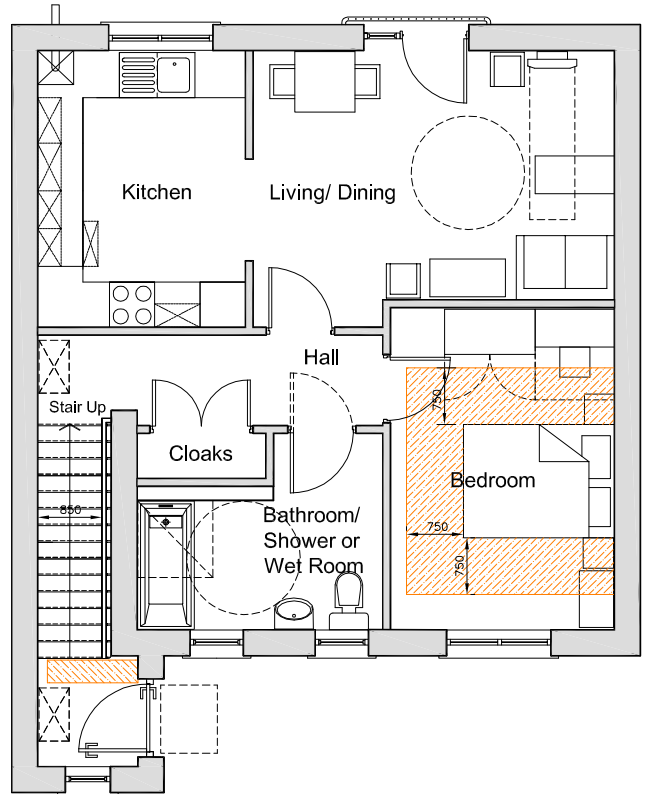 Kitchen
Living/ Dining
Hall
750
Stair Up
Cloaks
Bedroom
850
Bathroom/
Shower or
Wet Room
750
750